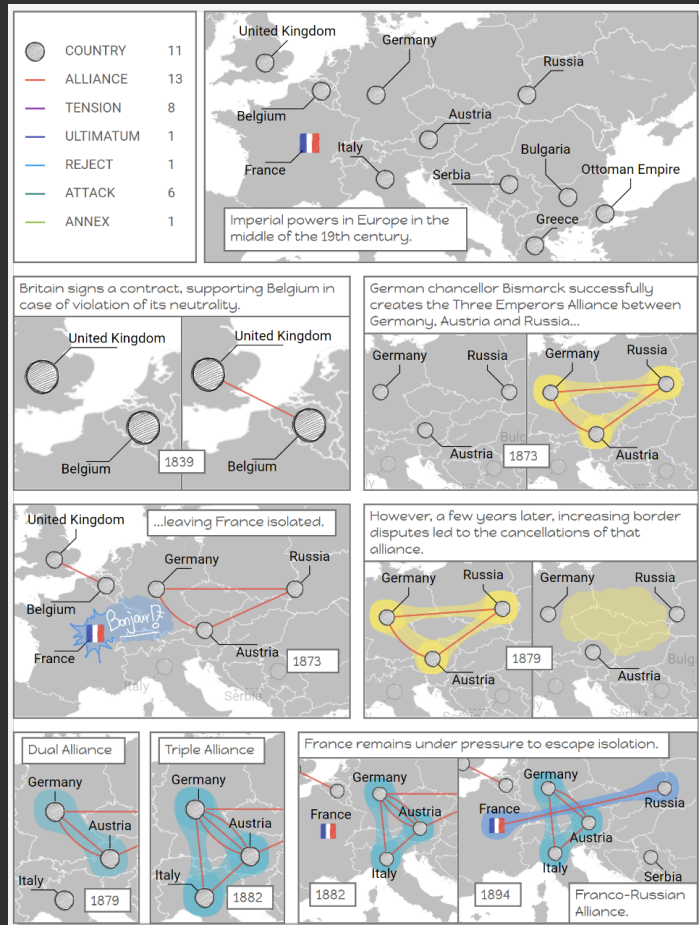 COUNTRY 11
ALLIANCE 13
TENSION 8
ULTIMATUM 1
REJECT 1
ATTACK 6
ANNEX 1
United Kingdom
Germany
Russia
Belgium
Austria
Italy
France
Bulgaria
Serbia
Ottoman Empire
Greece
Imperial powers in Europe in the
middle of the 19th century.
Britain signs a contract, supporting Belgium in
case of violation of its neutrality.
United Kingdom
Belgium
1839
United Kingdom
Belgium
German chancellor Bismarck successfully
creates the Three Emperors Alliance between
Germany, Austria and Russia...
Germany
Russia
Austria
Bulg
1873
Germany
Russia
Austria
...leaving France isolated.
United Kingdom
Germany
Russia
Belgium
Bonjour!?
France
Austria
1873
Italy
Serbia
However, a few years later, increasing border
disputes led to the cancellations of that
alliance.
Germany
Russia
Austria
1879
Germany
Russia
Austria
Bulg
Dual Alliance
Germany
Austria
Italy
1879
Triple Alliance
Germany
Austria
Italy
1882
France remains under pressure to escape isolation.
Germany
France
Austria
Italy
1882
Germany
France
Russia
Austria
Italy
Serbia
1894
Franco-Russian
Alliance.